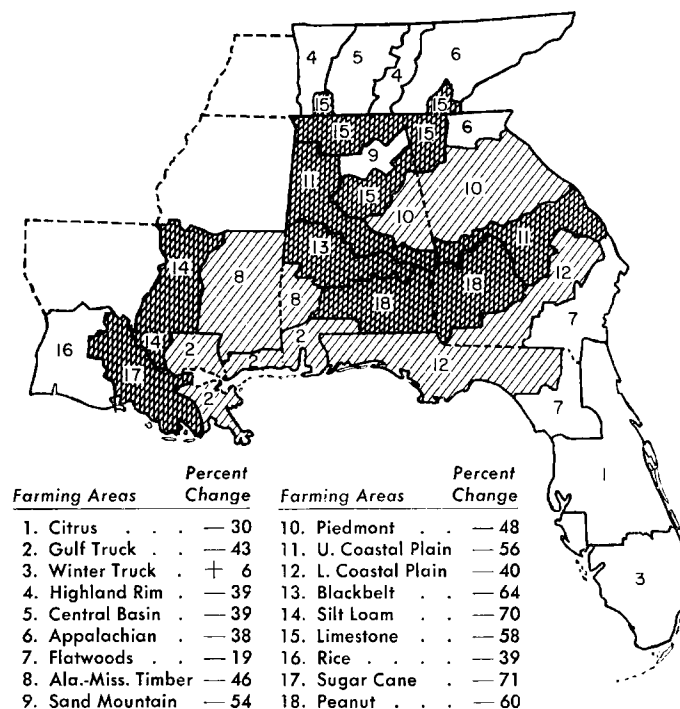 4 5 4 6
15 15
15 15 6
9
11 15 10 10
13 11
14 8 8 18 18 12
7
16 14 2 2 2 12
17 2 7
1
3
Percent Percent
Farming Areas Change Farming Areas Change
1. Citrus . . . — 30 10. Piedmont . . — 48
2. Gulf Truck . . — 43 11. U. Coastal Plain — 56
3. Winter Truck . + 6 12. L. Coastal Plain — 40
4. Highland Rim . — 39 13. Blackbelt . . — 64
5. Central Basin . — 39 14. Silt Loam . . — 70
6. Appalachian . — 38 15. Limestone . . — 58
7. Flatwoods . . — 19 16. Rice . . . . — 39
8. Ala.-Miss. Timber — 46 17. Sugar Cane . — 71
9. Sand Mountain — 54 18. Peanut . . . — 60